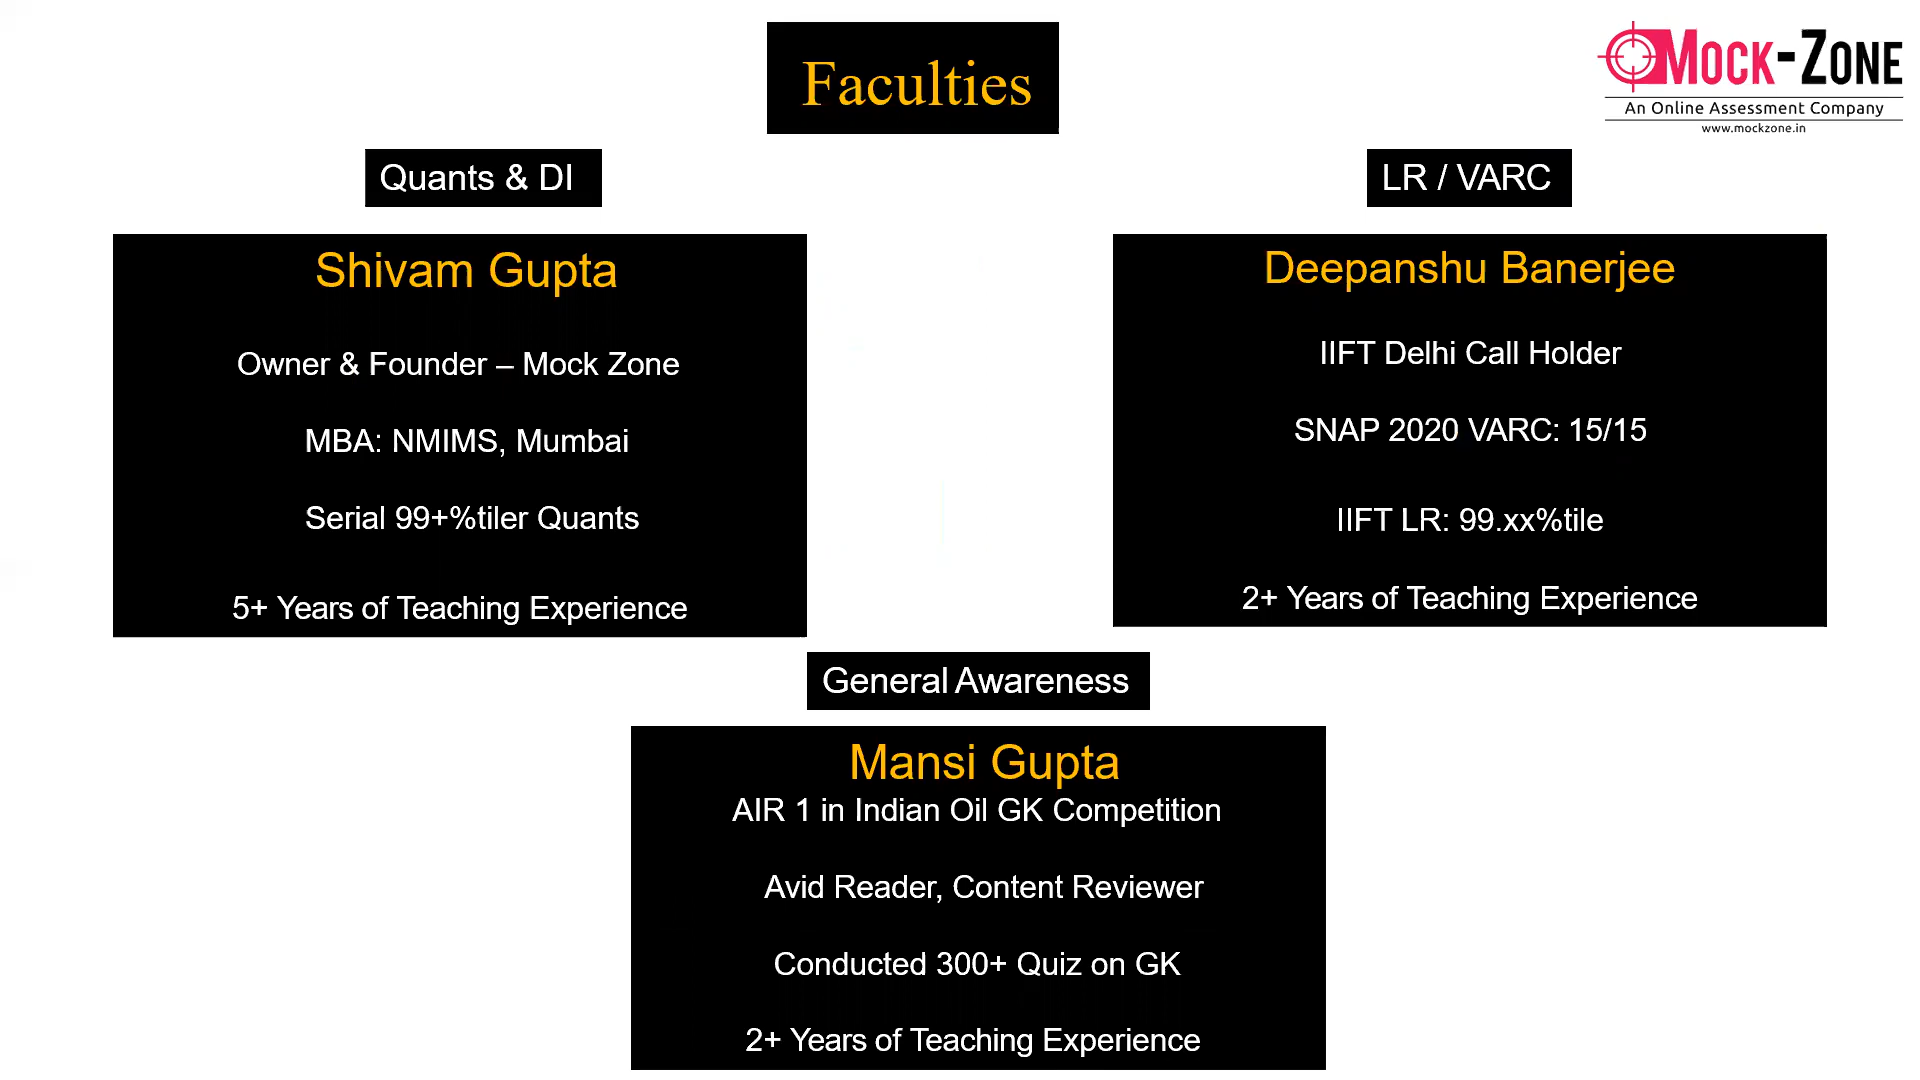 Faculties
MOCK-ZONE
An Online Assessment Company
www.mockzone.in
Quants & DI
Shivam Gupta
Owner & Founder – Mock Zone
MBA: NMIMS, Mumbai
Serial 99+%tiler Quants
5+ Years of Teaching Experience
LR / VARC
Deepanshu Banerjee
IIFT Delhi Call Holder
SNAP 2020 VARC: 15/15
IIFT LR: 99.xx%tile
2+ Years of Teaching Experience
General Awareness
Mansi Gupta
AIR 1 in Indian Oil GK Competition
Avid Reader, Content Reviewer
Conducted 300+ Quiz on GK
2+ Years of Teaching Experience